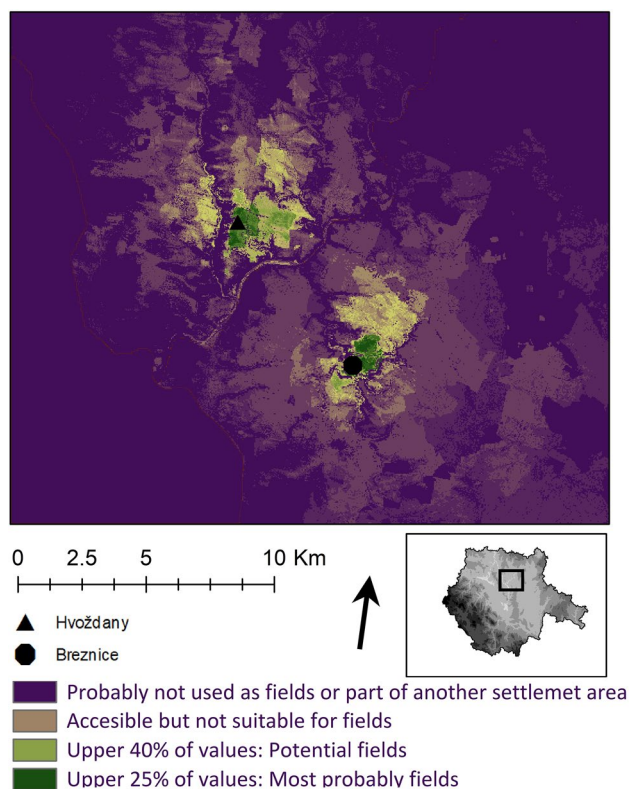 0 2.5 5 10 Km
Hvoždany
Breznice
Probably not used as fields or part of another settlemet area
Accesible but not suitable for fields
Upper 40% of values: Potential fields
Upper 25% of values: Most probably fields